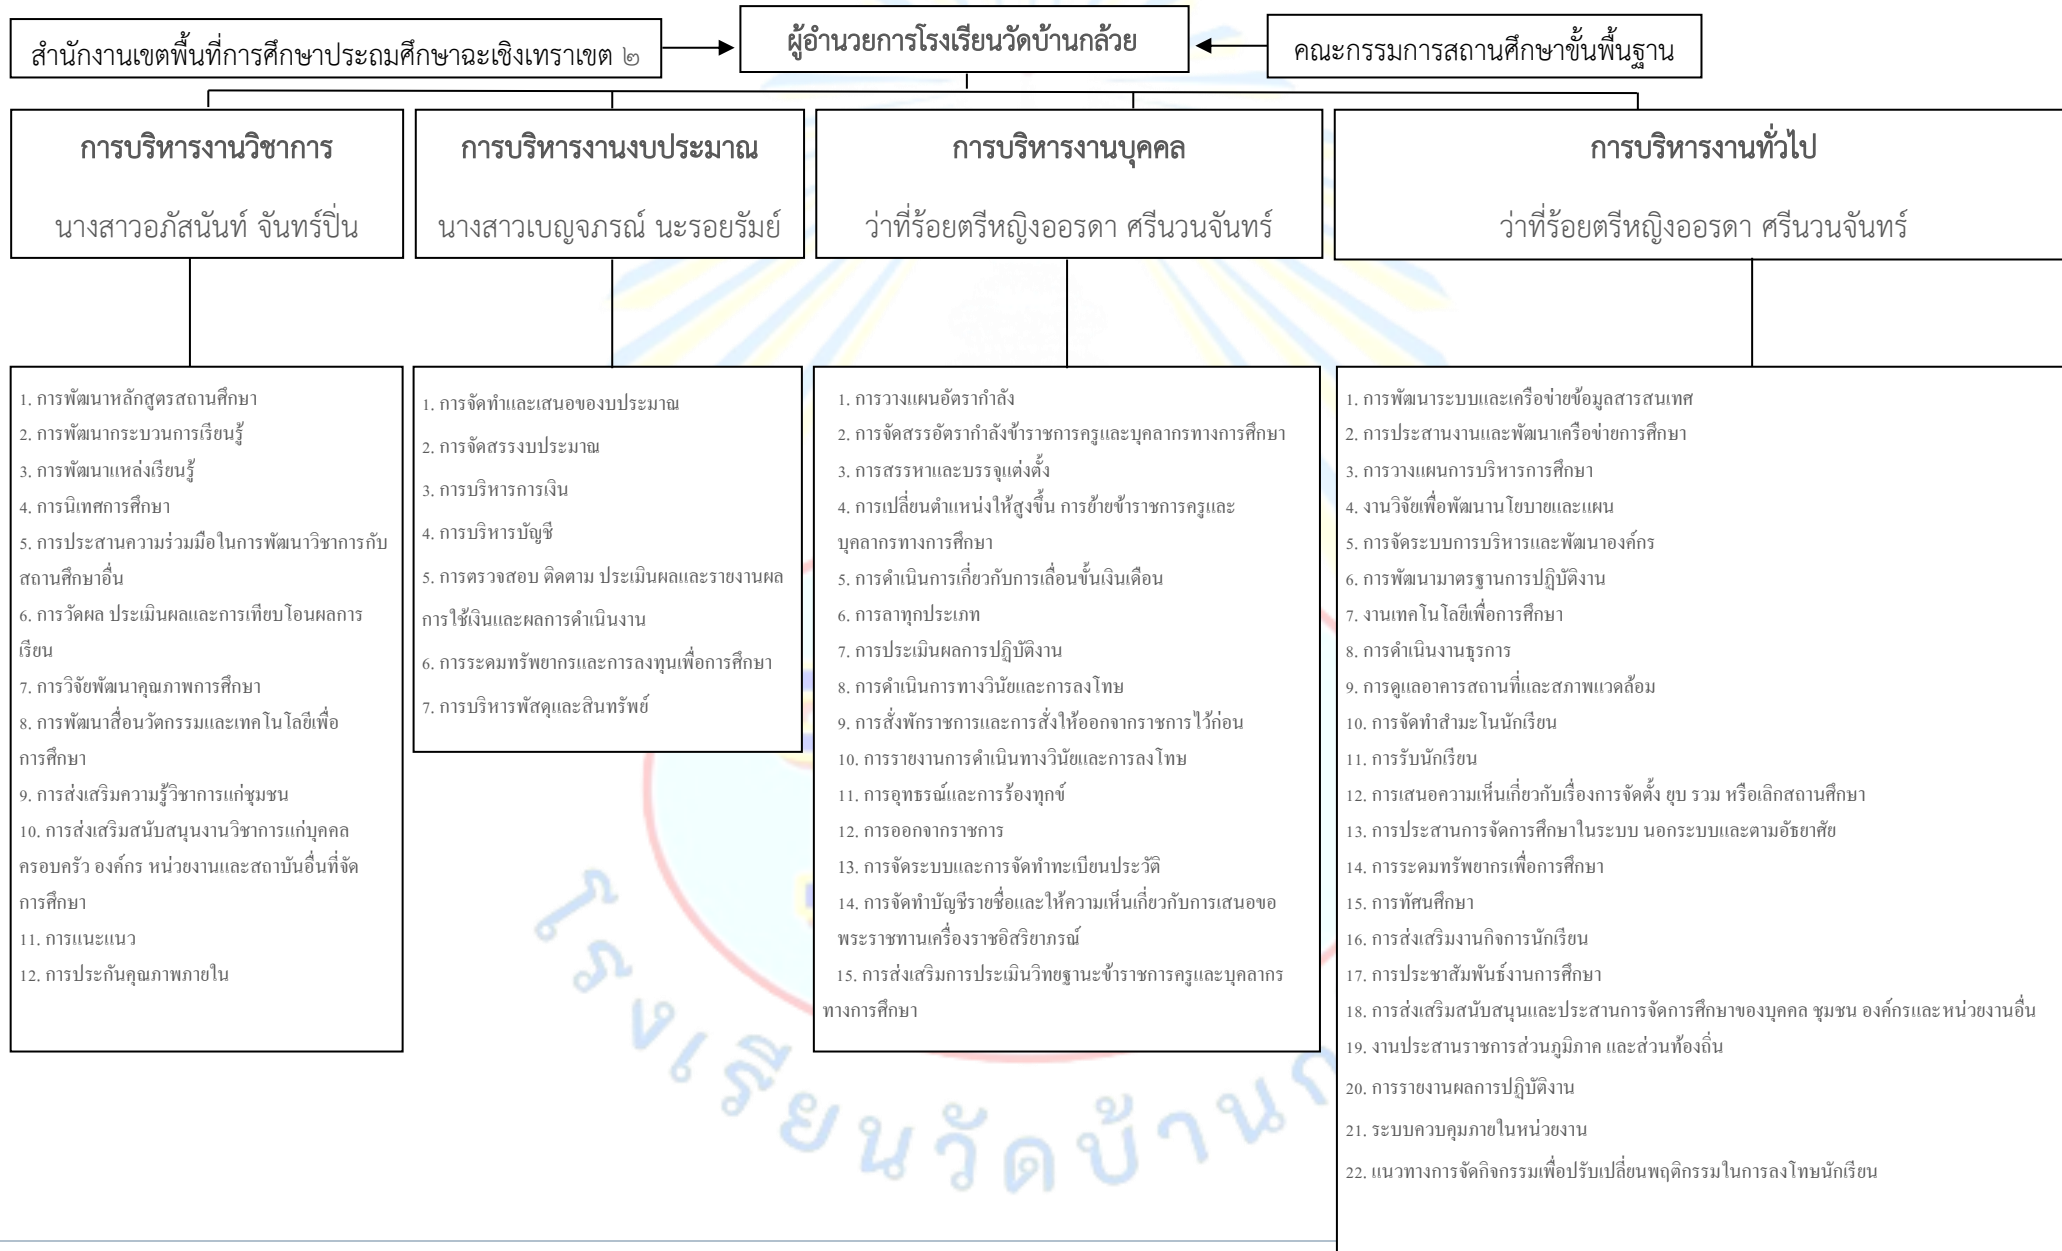 สำนักงานเขตพื้นที่การศึกษาประถมศึกษาฉะเชิงเทราเขต ๒
ผู้อำนวยการโรงเรียนวัดบ้านกล้วย
คณะกรรมการสถานศึกษาขั้นพื้นฐาน
การบริหารงานวิชาการ
นางสาวอภัสนันท์ จันทร์ปิ่น
การบริหารงานงบประมาณ
นางสาวเบญจภรณ์ นะรอยรัมย์
การบริหารงานบุคคล
ว่าที่ร้อยตรีหญิงออรดา ศรีนวนจันทร์
การบริหารงานทั่วไป
ว่าที่ร้อยตรีหญิงออรดา ศรีนวนจันทร์
1. การพัฒนาหลักสูตรสถานศึกษา
2. การพัฒนากระบวนการเรียนรู้
3. การพัฒนาแหล่งเรียนรู้
4. การนิเทศการศึกษา
5. การประสานความร่วมมือในการพัฒนาวิชาการกับ
สถานศึกษาอื่น
6. การวัดผล ประเมินผลและการเทียบโอนผลการ
เรียน
7. การวิจัยพัฒนาคุณภาพการศึกษา
8. การพัฒนาสื่อนวัตกรรมและเทคโนโลยีเพื่อ
การศึกษา
9. การส่งเสริมความรู้วิชาการแก่ชุมชน
10. การส่งเสริมสนับสนุนงานวิชาการแก่บุคคล
ครอบครัว องค์กร หน่วยงานและสถาบันอื่นที่จัด
การศึกษา
11. การแนะแนว
12. การประกันคุณภาพภายใน
1. การจัดทำและเสนอของบประมาณ
2. การจัดสรรงบประมาณ
3. การบริหารการเงิน
4. การบริหารบัญชี
5. การตรวจสอบ ติดตาม ประเมินผลและรายงานผล
การใช้เงินและผลการดำเนินงาน
6. การระดมทรัพยากรและการลงทุนเพื่อการศึกษา
7. การบริหารพัสดุและสินทรัพย์
1. การวางแผนอัตรากำลัง
2. การจัดสรรอัตรากำลังข้าราชการครูและบุคลากรทางการศึกษา
3. การสรรหาและบรรจุแต่งตั้ง
4. การเปลี่ยนตำแหน่งให้สูงขึ้น การย้ายข้าราชการครูและ
บุคลากรทางการศึกษา
5. การดำเนินการเกี่ยวกับการเลื่อนขั้นเงินเดือน
6. การลาทุกประเภท
7. การประเมินผลการปฏิบัติงาน
8. การดำเนินการทางวินัยและการลงโทษ
9. การสั่งพักราชการและการสั่งให้ออกจากราชการไว้ก่อน
10. การรายงานการดำเนินทางวินัยและการลงโทษ
11. การอุทธรณ์และการร้องทุกข์
12. การออกจากราชการ
13. การจัดระบบและการจัดทำทะเบียนประวัติ
14. การจัดทำบัญชีรายชื่อและให้ความเห็นเกี่ยวกับการเสนอขอ
พระราชทานเครื่องราชอิสริยาภรณ์
15. การส่งเสริมการประเมินวิทยฐานะข้าราชการครูและบุคลากร
ทางการศึกษา
1. การพัฒนาระบบและเครือข่ายข้อมูลสารสนเทศ
2. การประสานงานและพัฒนาเครือข่ายการศึกษา
3. การวางแผนการบริหารการศึกษา
4. งานวิจัยเพื่อพัฒนานโยบายและแผน
5. การจัดระบบการบริหารและพัฒนาองค์กร
6. การพัฒนามาตรฐานการปฏิบัติงาน
7. งานเทคโนโลยีเพื่อการศึกษา
8. การดำเนินงานธุรการ
9. การดูแลอาคารสถานที่และสภาพแวดล้อม
10. การจัดทำสำมะโนนักเรียน
11. การรับนักเรียน
12. การเสนอความเห็นเกี่ยวกับเรื่องการจัดตั้ง ยุบ รวม หรือเลิกสถานศึกษา
13. การประสานการจัดการศึกษาในระบบ นอกระบบและตามอัธยาศัย
14. การระดมทรัพยากรเพื่อการศึกษา
15. การทัศนศึกษา
16. การส่งเสริมงานกิจการนักเรียน
17. การประชาสัมพันธ์งานการศึกษา
18. การส่งเสริมสนับสนุนและประสานการจัดการศึกษาของบุคคล ชุมชน องค์กรและหน่วยงานอื่น
19. งานประสานราชการส่วนภูมิภาค และส่วนท้องถิ่น
20. การรายงานผลการปฏิบัติงาน
21. ระบบควบคุมภายในหน่วยงาน
22. แนวทางการจัดกิจกรรมเพื่อปรับเปลี่ยนพฤติกรรมในการลงโทษนักเรียน
โรงเรียนวัดบ้านก